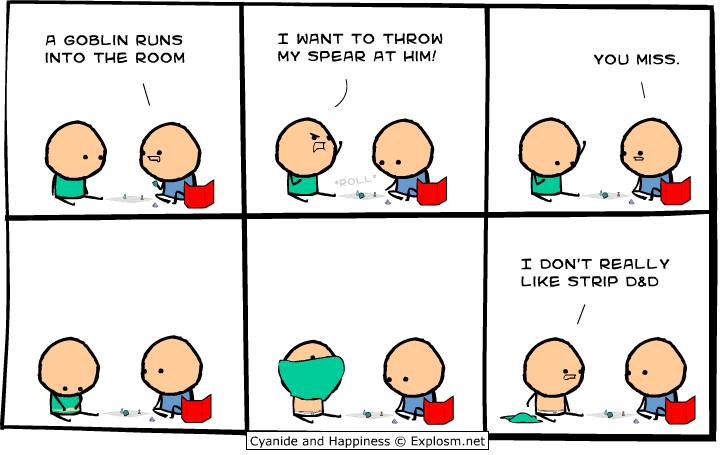 A GOBLIN RUNS
INTO THE ROOM
I WANT TO THROW
MY SPEAR AT HIM!
*ROLL*
YOU MISS.
I DON'T REALLY
LIKE STRIP D&D
Cyanide and Happiness © Explosm.net